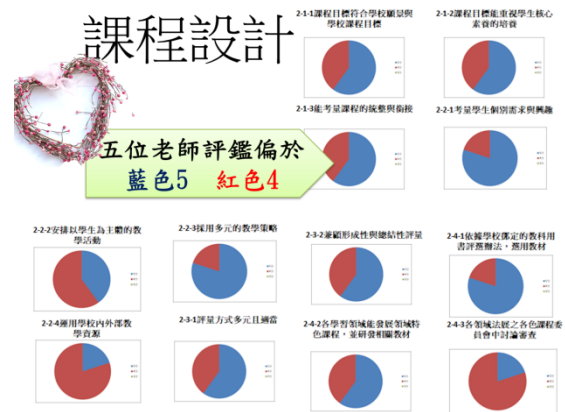 課程設計
2-1-1課程目標符合學校願景與
學校課程目標
2-1-2課程目標能重視學生核心
素養的培養
2-1-3能考量課程的統整與銜接
2-2-1考量學生個別需求與興趣
五位老師評鑑偏於
藍色5 紅色4
2-2-2安排以學生為主體的教
學活動
2-2-3採用多元的教學策略
2-3-2兼顧形成性與總結性評量
2-4-1依據學校鄧定的教科用
書評選辦法，選用教材
2-2-4運用學校內外部教
學資源
2-3-1評量方式多元且適當
2-4-2各學習領域能發展領域特
色課程，並研發相關教材
2-4-3各領域法展之各色課程委
員會中討論審查